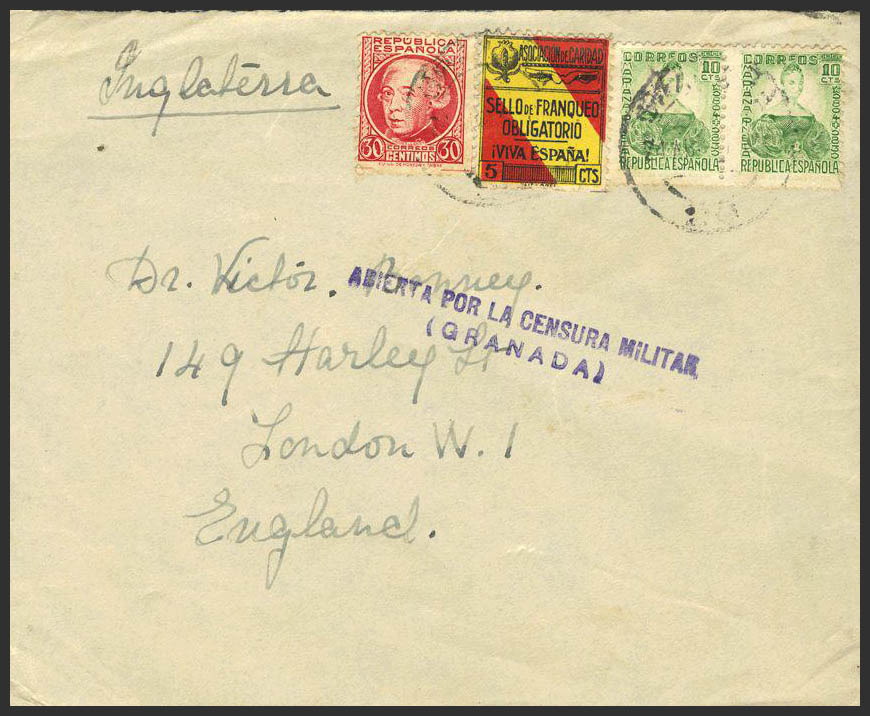 Inglaterra
REPUBLICA
ESPAÑOLA
30 CORREOS 30
CENTIMOS
ASOCIACION DE CARIDAD
SELLO DE FRANQUEO
OBLIGATORIO
¡VIVA ESPAÑA!
5 CTS
CORREOS
10
CTS
REPUBLICA ESPAÑOLA
CORREOS
10
CTS
REPUBLICA ESPAÑOLA
Dr. Victor. Bonney.
ABIERTA POR LA CENSURA MILITAR
(GRANADA)
149 Harley St
London W. 1
England.